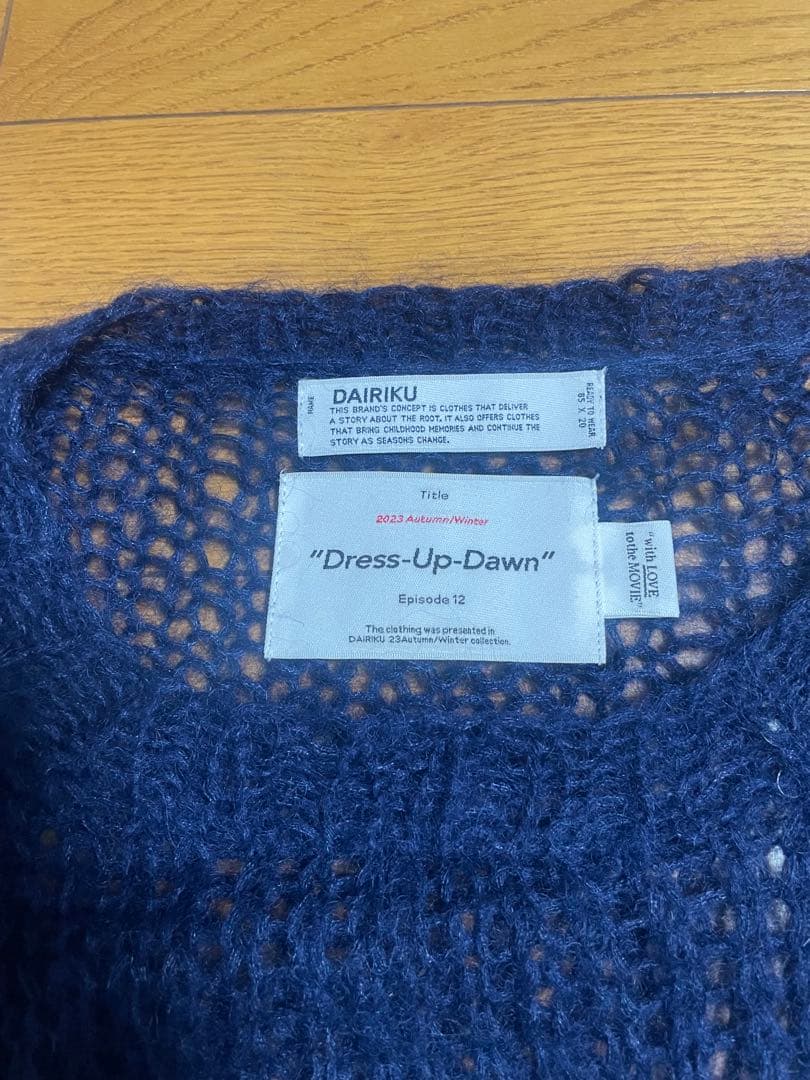 NAME
DAIRIKU
THIS BRAND'S CONCEPT IS CLOTHES THAT DELIVER
A STORY ABOUT THE ROOT. IT ALSO OFFERS CLOTHES
THAT BRING CHILDHOOD MEMORIES AND CONTINUE THE
STORY AS SEASONS CHANGE.
READY TO WEAR
85 X 20
Title
2023 Autumn/Winter
"Dress-Up-Dawn"
Episode 12
The clothing was presented in
DAIRIKU 23Autumn/Winter collection.
"with LOVE
to the MOVIE"